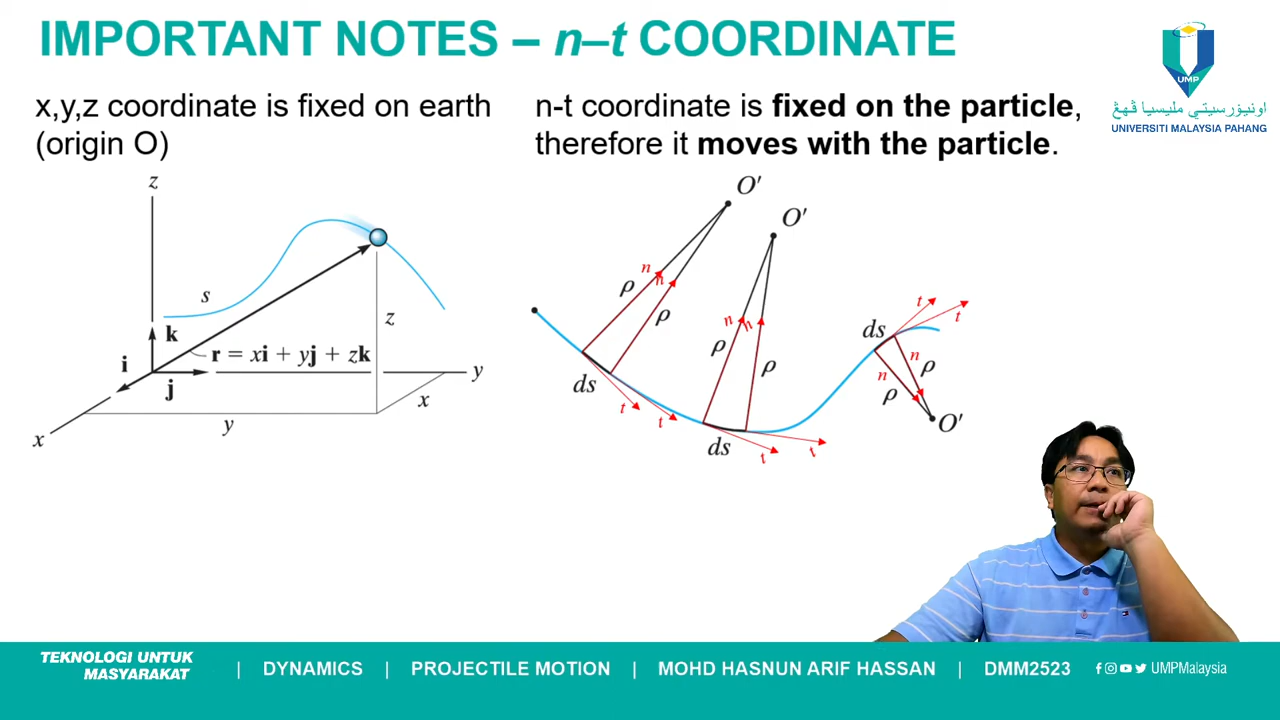 IMPORTANT NOTES – n–t COORDINATE
UMP
اونيۏرسيتي مليسيا ڤهڠ
UNIVERSITI MALAYSIA PAHANG
x,y,z coordinate is fixed on earth
(origin O)
n-t coordinate is fixed on the particle,
therefore it moves with the particle.
z
s
k
i
j
r = xi + yj + zk
z
y
x
y
x
O'
O'
n
n
ρ
ρ
ds
t
t
n
n
ρ
ρ
ds
t
t
t
t
ds
n
n
ρ
ρ
O'
TEKNOLOGI UNTUK
MASYARAKAT
| DYNAMICS | PROJECTILE MOTION | MOHD HASNUN ARIF HASSAN | DMM2523 UMPMalaysia